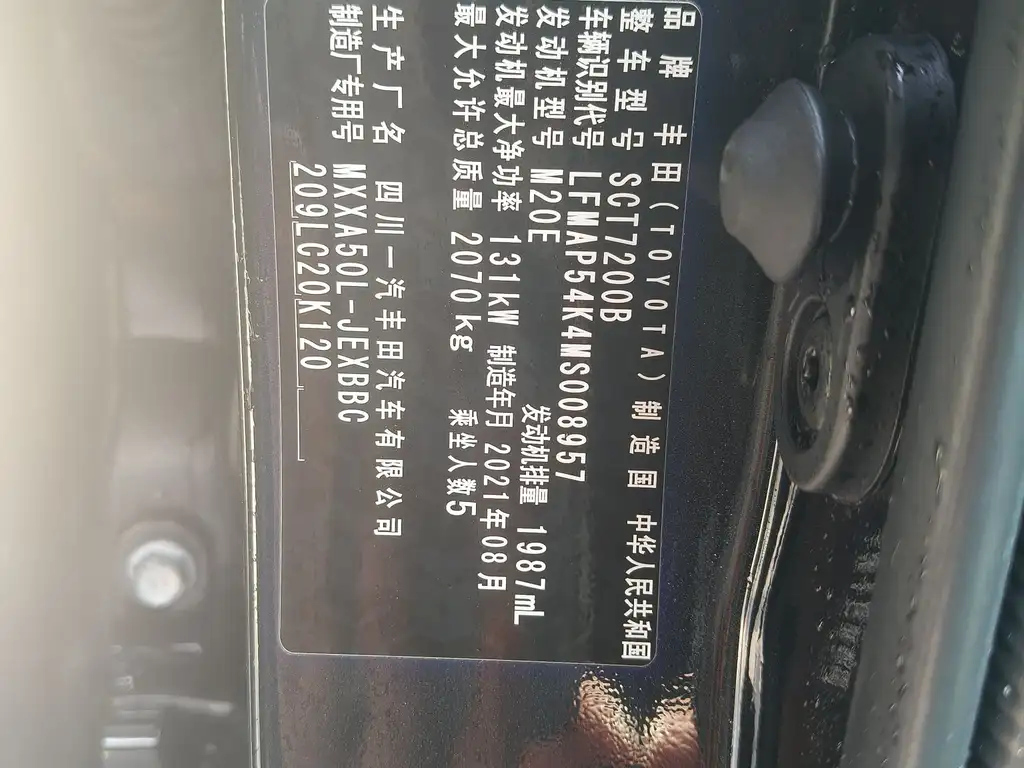 品牌 丰田(TOYOTA) 制造国 中华人民共和国
整车型号 SCT7200B
车辆识别代号 LFMAP54K4MS008957
发动机型号 M20E 发动机排量 1987mL
发动机最大净功率 131kW 制造年月 2021年08月
最大允许总质量 2070kg 乘坐人数5
生产厂名 四川一汽丰田汽车有限公司
制造厂专用号 MXXA50L-JEXBBC
209LC20K120